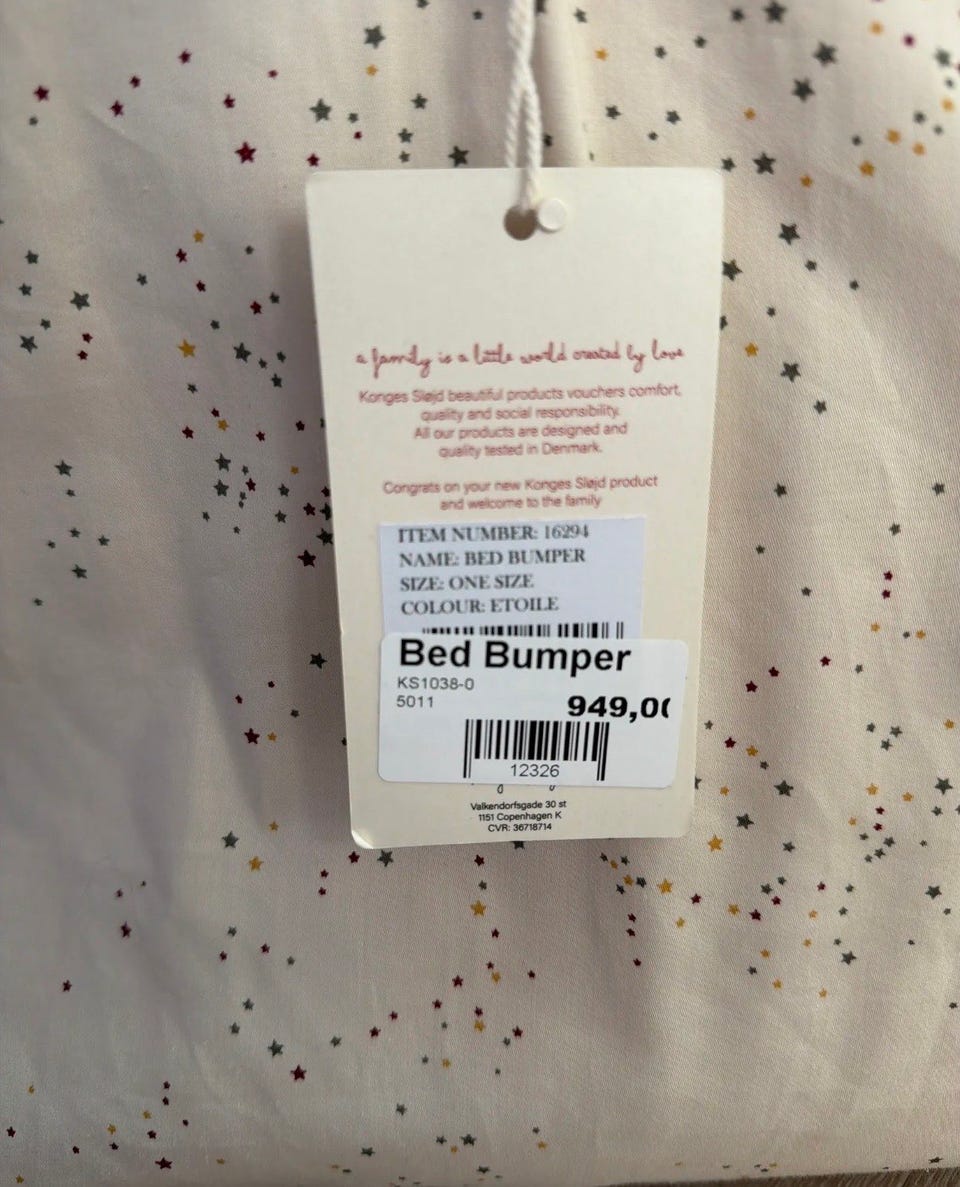 a family is a little world created by love
Konges Sløjd beautiful products vouchers comfort,
quality and social responsibility.
All our products are designed and
quality tested in Denmark.
Congrats on your new Konges Sløjd product
and welcome to the family
ITEM NUMBER: 16294
NAME: BED BUMPER
SIZE: ONE SIZE
COLOUR: ETOILE
Bed Bumper
KS1038-0
5011
949,0
12326
Valkendorfsgade 30 st
1151 Copenhagen K
CVR: 36718714